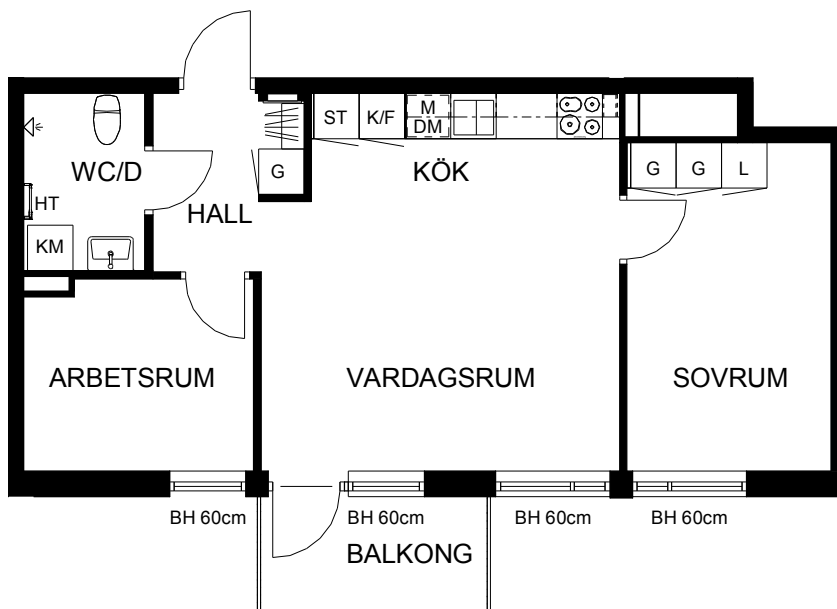 ST
K/F
M
DM
WC/D
G
KÖK
G
G
L
HT
HALL
KM
ARBETSRUM
VARDAGSRUM
SOVRUM
BH 60cm
BH 60cm
BH 60cm
BH 60cm
BALKONG